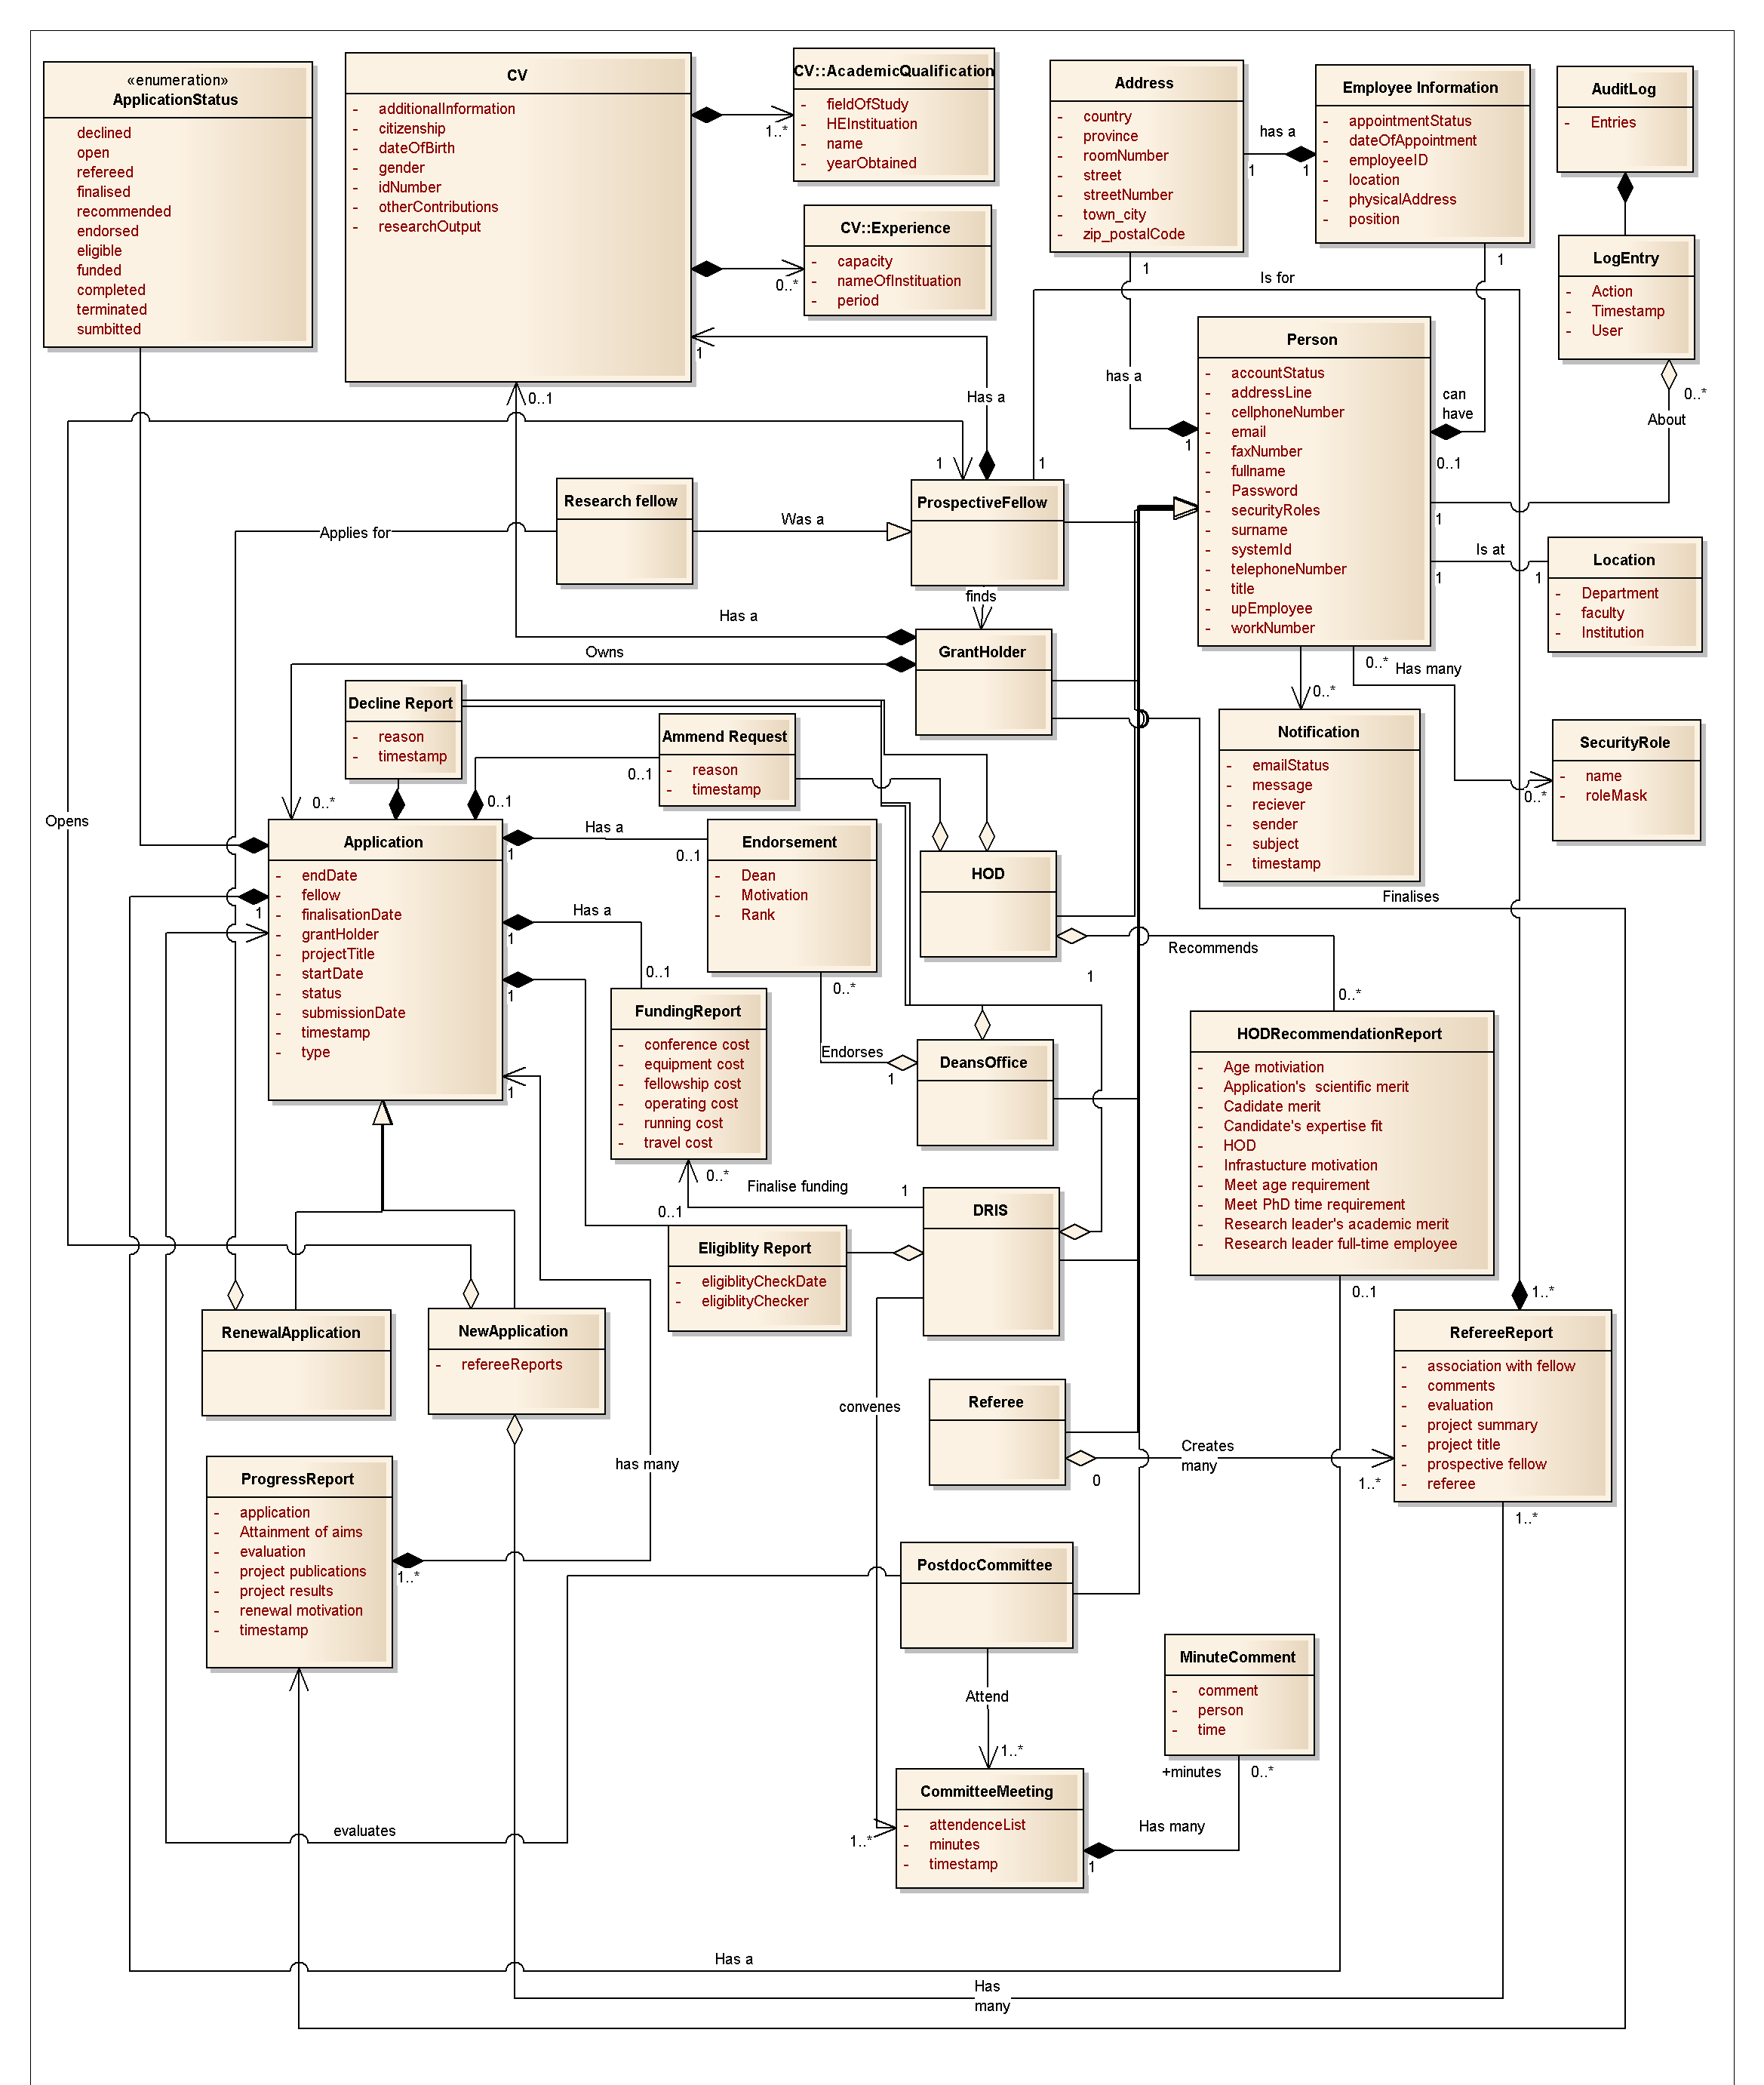 «enumeration»
ApplicationStatus
declined
open
refereed
finalised
recommended
endorsed
eligible
funded
completed
terminated
sumbitted
CV
- additionalInformation
- citizenship
- dateOfBirth
- gender
- idNumber
- otherContributions
- researchOutput
CV::AcademicQualification
- fieldOfStudy
- HEInstituation
- name
- yearObtained
1..*
CV::Experience
- capacity
- nameOfInstituation
- period
0..*
Address
- country
- province
- roomNumber
- street
- streetNumber
- town_city
- zip_postalCode
has a
1
1
Employee Information
- appointmentStatus
- dateOfAppointment
- employeeID
- location
- physicalAddress
- position
AuditLog
- Entries
LogEntry
- Action
- Timestamp
- User
0..*
About
1
1
1
Is for
Person
- accountStatus
- addressLine
- cellphoneNumber
- email
- faxNumber
- fullname
- Password
- securityRoles
- surname
- systemId
- telephoneNumber
- title
- upEmployee
- workNumber
has a
1
can
have
0..1
1
Has a
0..1
1
1
Research fellow
Applies for
Was a
ProspectiveFellow
finds
Is at
1
1
Location
- Department
- faculty
- Institution
Has a
Owns
GrantHolder
0..*
Has many
0..*
0..*
Notification
- emailStatus
- message
- reciever
- sender
- subject
- timestamp
SecurityRole
- name
- roleMask
Decline Report
- reason
- timestamp
Ammend Request
- reason
- timestamp
0..1
0..1
0..*
Opens
Application
- endDate
- fellow
- finalisationDate
- grantHolder
- projectTitle
- startDate
- status
- submissionDate
- timestamp
- type
Has a
1
0..1
1
Endorsement
- Dean
- Motivation
- Rank
0..*
HOD
Finalises
Recommends
1
0..*
Has a
1
0..1
1
1
FundingReport
- conference cost
- equipment cost
- fellowship cost
- operating cost
- running cost
- travel cost
0..*
Endorses
1
DeansOffice
HODRecommendationReport
- Age motiviation
- Application's scientific merit
- Cadidate merit
- Candidate's expertise fit
- HOD
- Infrastucture motivation
- Meet age requirement
- Meet PhD time requirement
- Research leader's academic merit
- Research leader full-time employee
0..1
Finalise funding
1
0..1
DRIS
Eligiblity Report
- eligiblityCheckDate
- eligiblityChecker
RenewalApplication
NewApplication
- refereeReports
1..*
RefereeReport
- association with fellow
- comments
- evaluation
- project summary
- project title
- prospective fellow
- referee
1..*
convenes
Referee
0
Creates
many
1..*
has many
ProgressReport
- application
- Attainment of aims
- evaluation
- project publications
- project results
- renewal motivation
- timestamp
1..*
PostdocCommittee
Attend
1..*
MinuteComment
- comment
- person
- time
+minutes
0..*
CommitteeMeeting
- attendenceList
- minutes
- timestamp
1..*
Has many
1
evaluates
Has a
Has
many